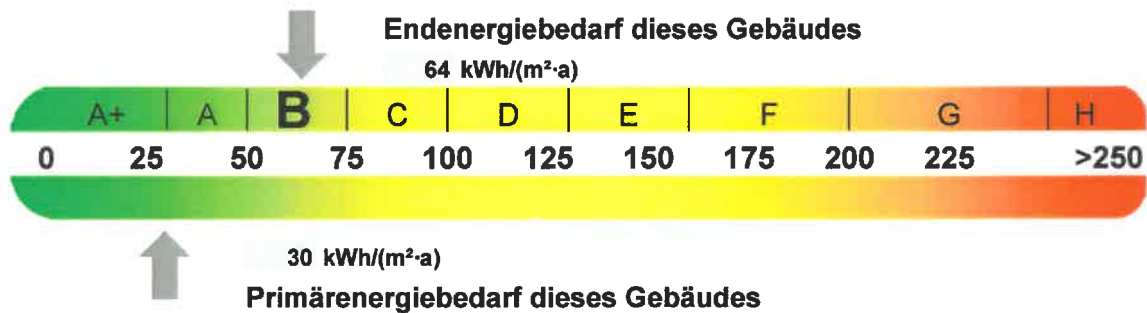 Endenergiebedarf dieses Gebäudes
64 kWh/(m²·a)
A+ A B C D E F G H
0 25 50 75 100 125 150 175 200 225 >250
30 kWh/(m²·a)
Primärenergiebedarf dieses Gebäudes